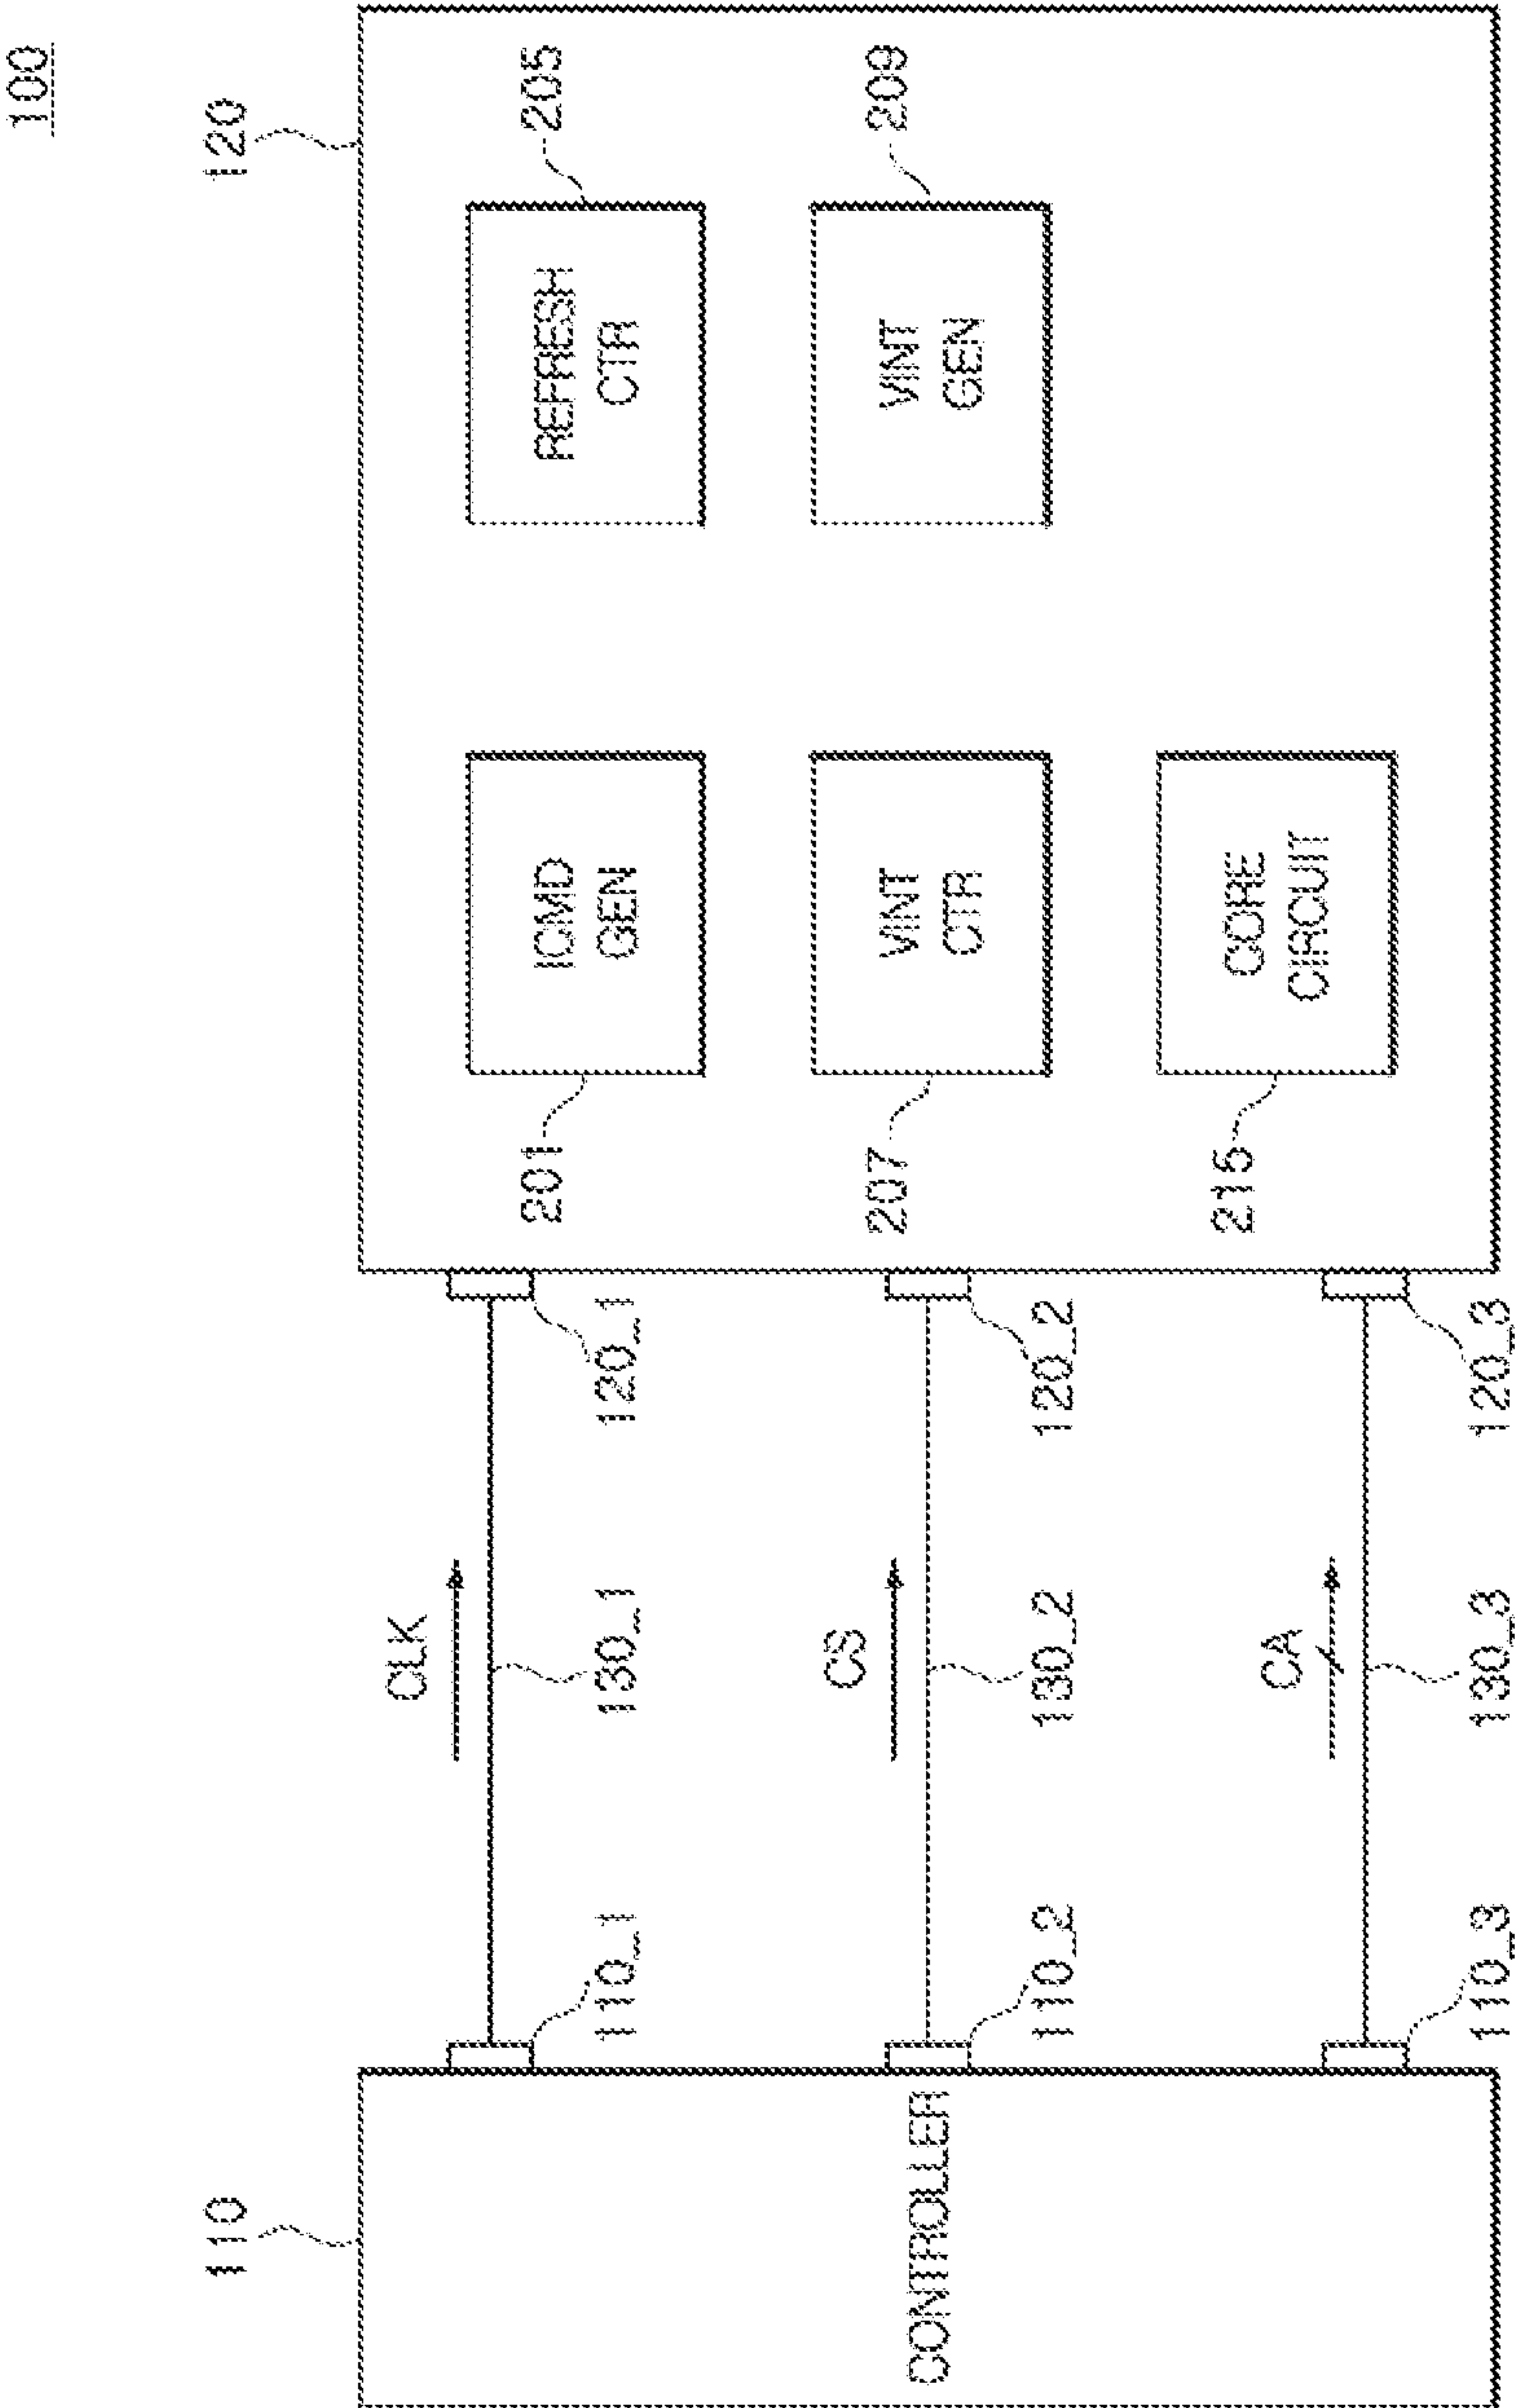 100
110
120
CONTROLLER
110_1
CLK
130_1
120_1
110_2
CS
130_2
120_2
110_3
CA
130_3
120_3
201
ICMD
GEN
REFRESH
CTR
205
207
VINT
CTR
VINT
GEN
209
215
CORE
CIRCUIT